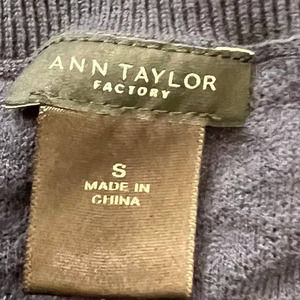 ANN TAYLOR
FACTORY
S
MADE IN
CHINA